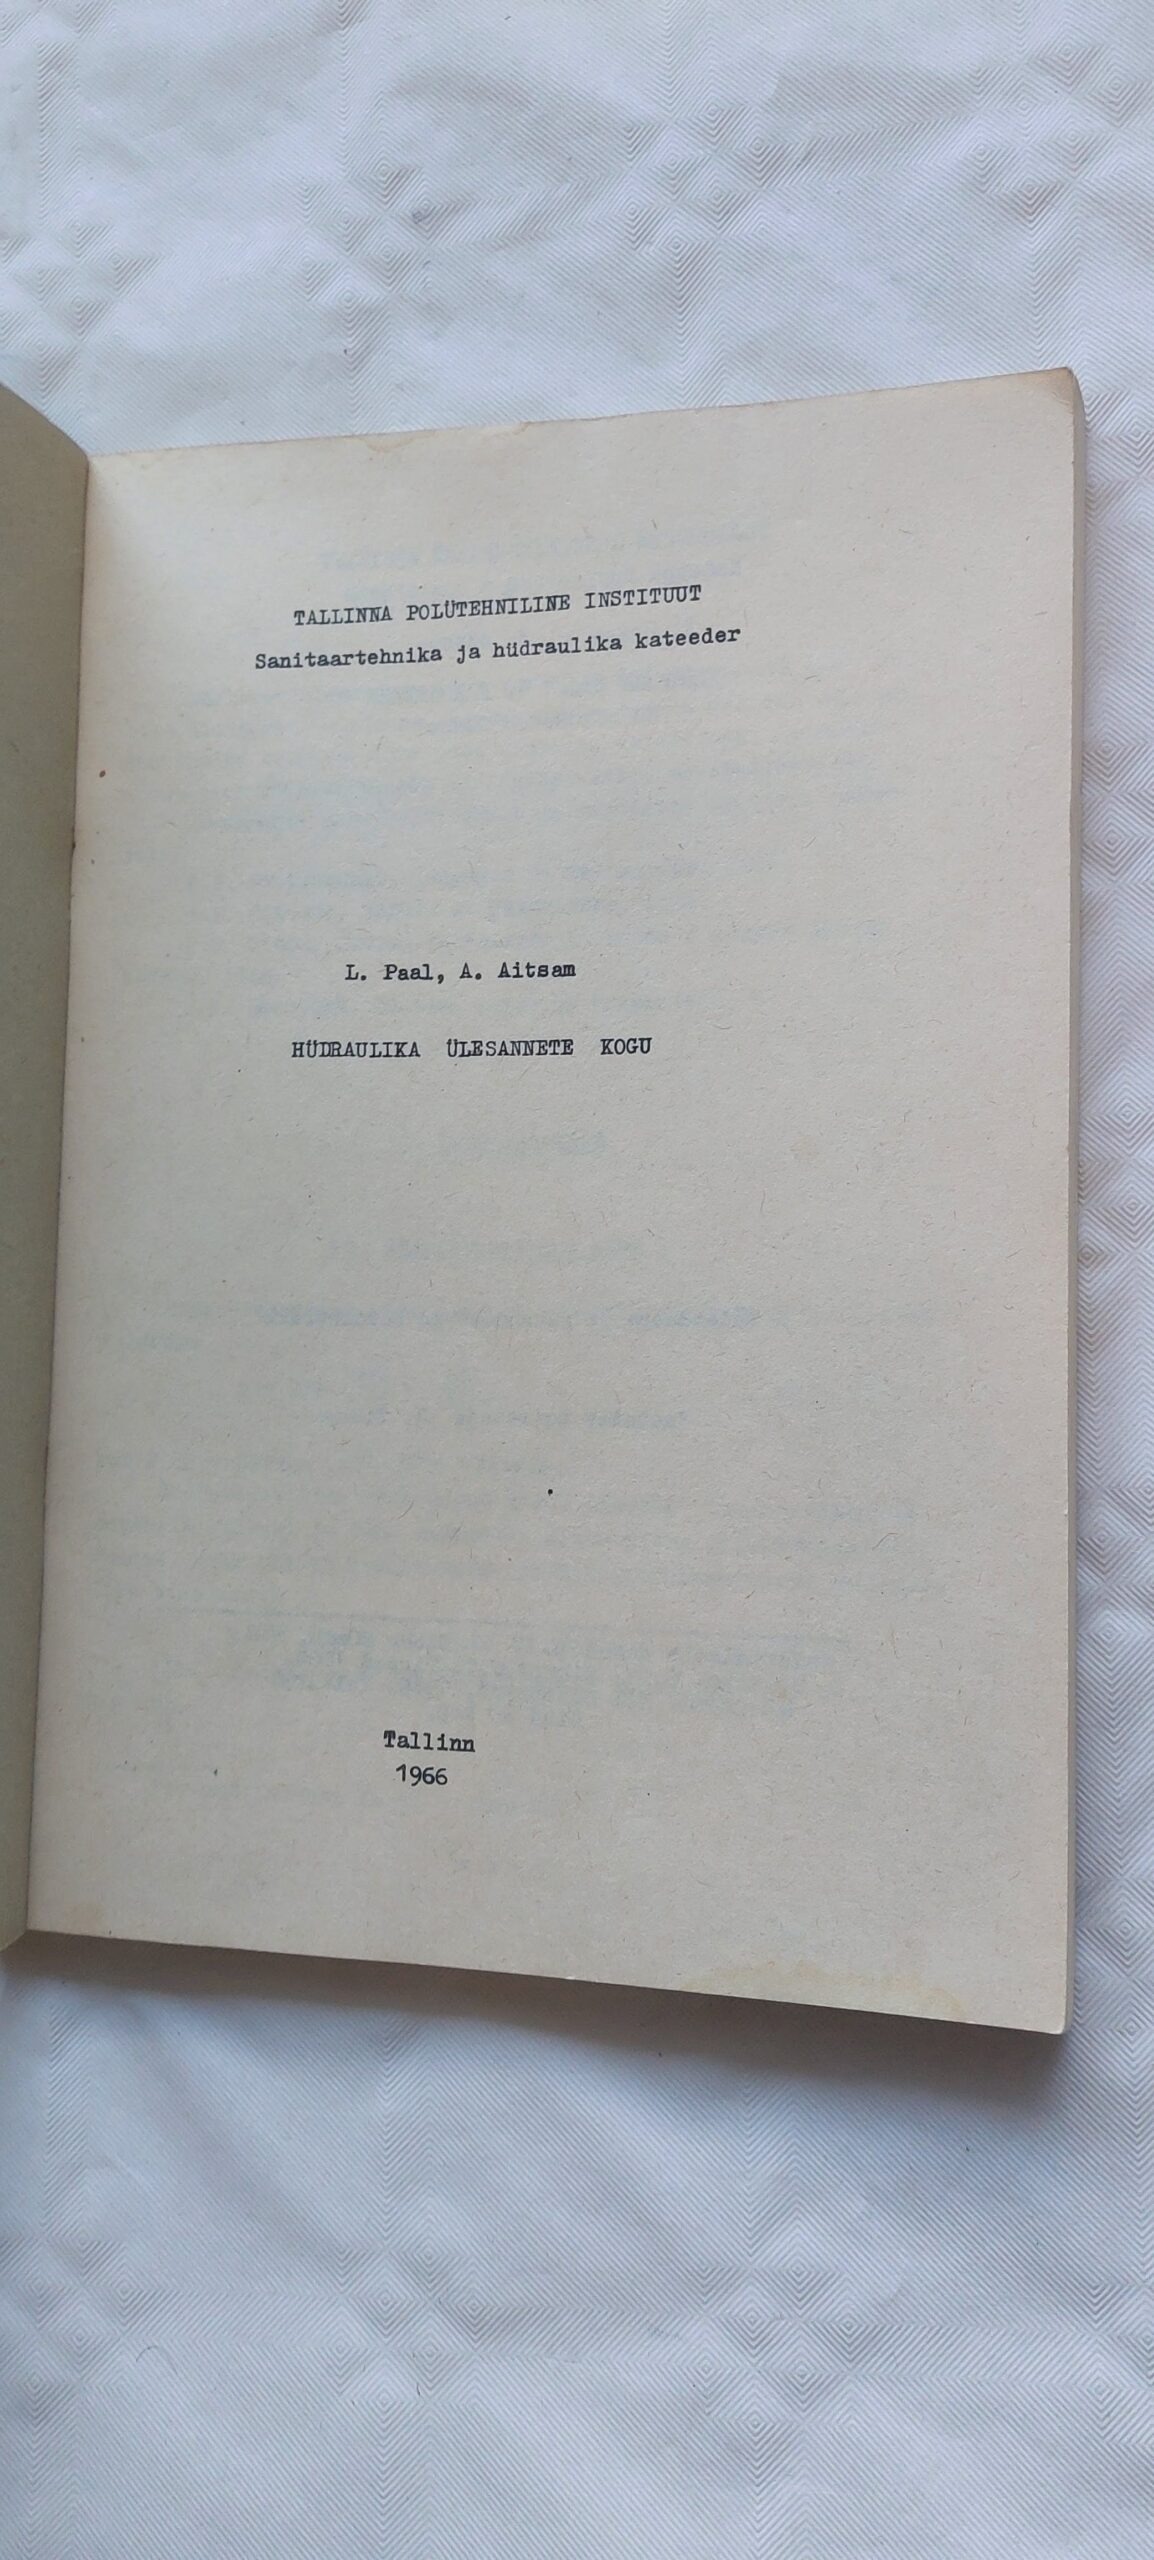 TALLINNA POLÜTEHNILINE INSTITUUT
Sanitaartehnika ja hüdraulika kateeder
L. Paal, A. Aitsam
HÜDRAULIKA ÜLESANNETE KOGU
Tallinn
1966